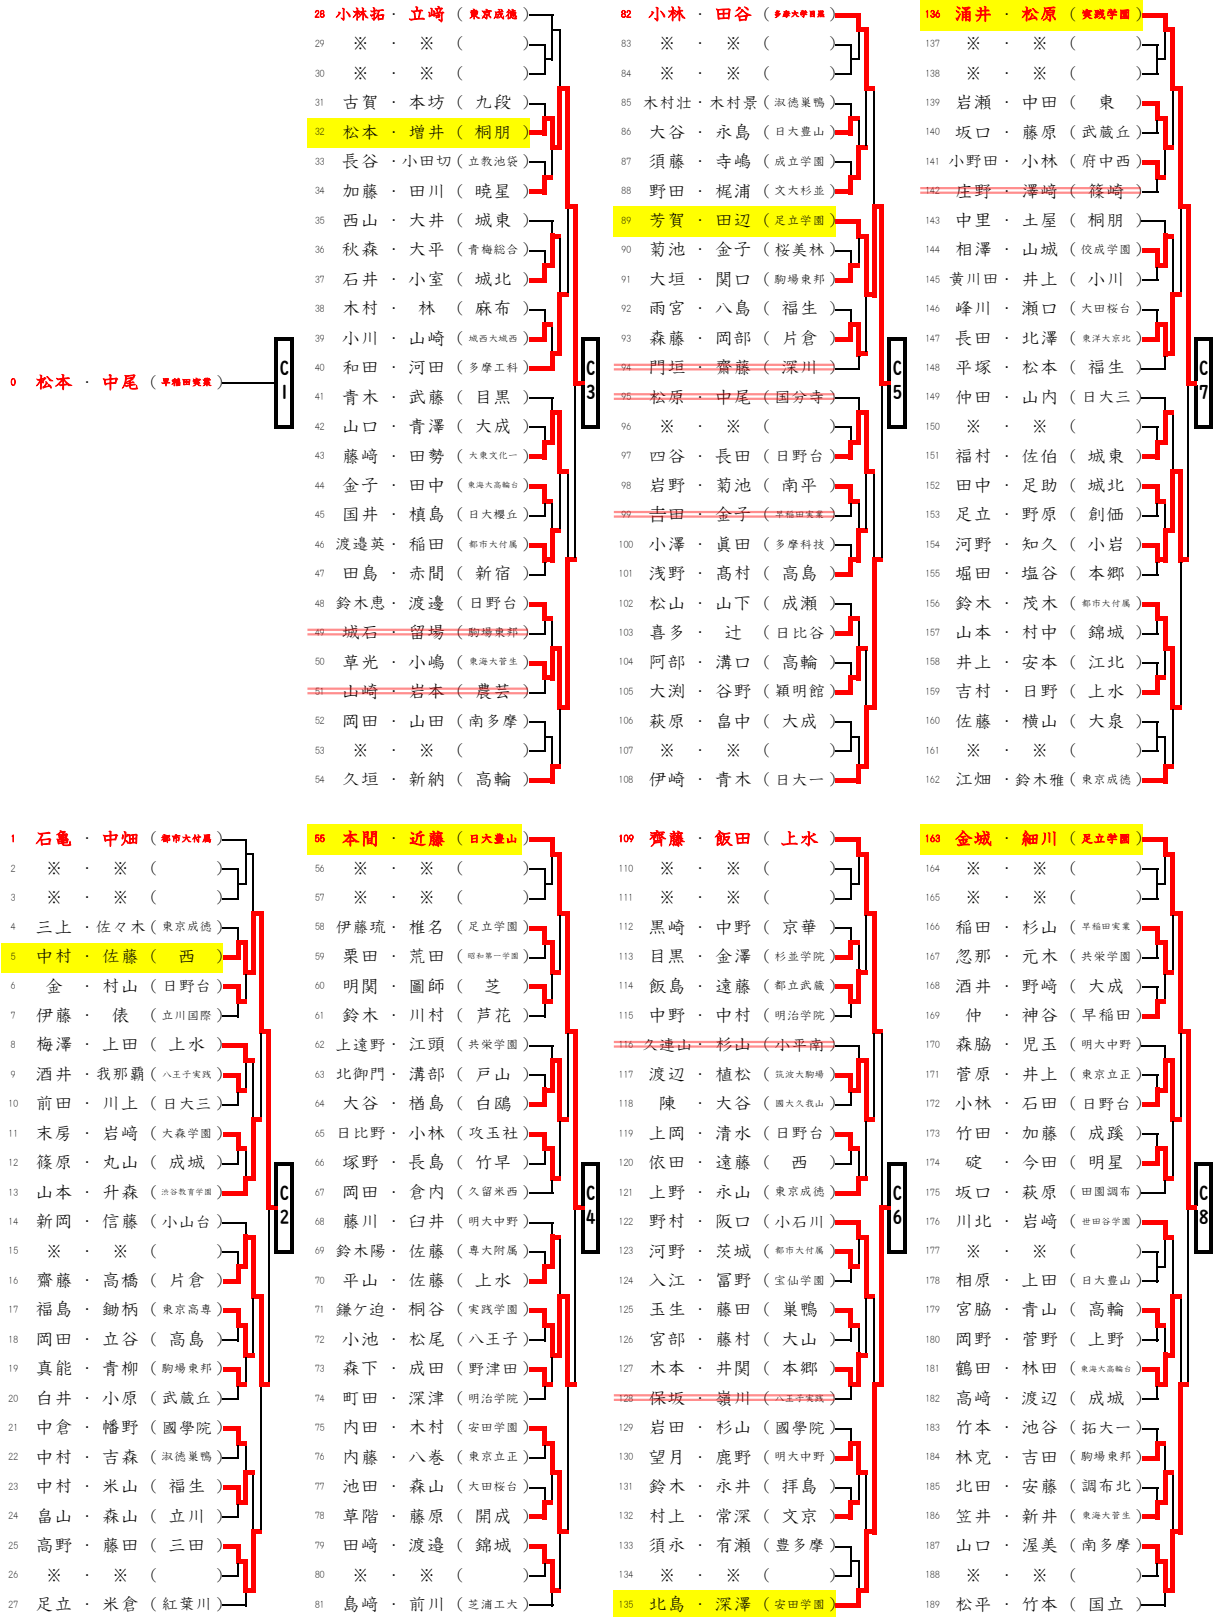 0 松本 · 中尾 ( 早稲田実業 )
C1
28 小林拓 · 立﨑 ( 東京成徳 )
29 ※ · ※ ( )
30 ※ · ※ ( )
31 古賀 · 本坊 ( 九段 )
32 松本 · 増井 ( 桐朋 )
33 長谷 · 小田切 ( 立教池袋 )
34 加藤 · 田川 ( 暁星 )
35 西山 · 大井 ( 城東 )
36 秋森 · 大平 ( 青梅総合 )
37 石井 · 小室 ( 城北 )
38 木村 · 林 ( 麻布 )
39 小川 · 山崎 ( 城西大城西 )
40 和田 · 河田 ( 多摩工科 )
41 青木 · 武藤 ( 目黒 )
42 山口 · 青澤 ( 大成 )
43 藤﨑 · 田勢 ( 大東文化一 )
44 金子 · 田中 ( 東海大高輪台 )
45 国井 · 槙島 ( 日大櫻丘 )
46 渡邉英 · 稲田 ( 都市大付属 )
47 田島 · 赤間 ( 新宿 )
48 鈴木恵 · 渡邊 ( 日野台 )
49 城石 · 留場 ( 駒場東邦 )
50 草光 · 小嶋 ( 東海大菅生 )
51 山崎 · 岩本 ( 農芸 )
52 岡田 · 山田 ( 南多摩 )
53 ※ · ※ ( )
54 久垣 · 新納 ( 高輪 )
C3
82 小林 · 田谷 ( 多摩大学目黒 )
83 ※ · ※ ( )
84 ※ · ※ ( )
85 木村壮 · 木村景 ( 淑徳巣鴨 )
86 大谷 · 永島 ( 日大豊山 )
87 須藤 · 寺嶋 ( 成立学園 )
88 野田 · 梶浦 ( 文大杉並 )
89 芳賀 · 田辺 ( 足立学園 )
90 菊池 · 金子 ( 桜美林 )
91 大垣 · 関口 ( 駒場東邦 )
92 雨宮 · 八島 ( 福生 )
93 森藤 · 岡部 ( 片倉 )
94 門垣 · 齋藤 ( 深川 )
95 松原 · 中尾 ( 国分寺 )
96 ※ · ※ ( )
97 四谷 · 長田 ( 日野台 )
98 岩野 · 菊池 ( 南平 )
99 𠮷田 · 金子 ( 早稲田実業 )
100 小澤 · 眞田 ( 多摩科技 )
101 浅野 · 髙村 ( 高島 )
102 松山 · 山下 ( 成瀬 )
103 喜多 · 辻 ( 日比谷 )
104 阿部 · 溝口 ( 高輪 )
105 大渕 · 谷野 ( 穎明館 )
106 萩原 · 畠中 ( 大成 )
107 ※ · ※ ( )
108 伊崎 · 青木 ( 日大一 )
C5
136 涌井 · 松原 ( 実践学園 )
137 ※ · ※ ( )
138 ※ · ※ ( )
139 岩瀬 · 中田 ( 東 )
140 坂口 · 藤原 ( 武蔵丘 )
141 小野田 · 小林 ( 府中西 )
142 庄野 · 澤﨑 ( 篠崎 )
143 中里 · 土屋 ( 桐朋 )
144 相澤 · 山城 ( 佼成学園 )
145 黄川田 · 井上 ( 小川 )
146 峰川 · 瀬口 ( 大田桜台 )
147 長田 · 北澤 ( 東洋大京北 )
148 平塚 · 松本 ( 福生 )
149 仲田 · 山内 ( 日大三 )
150 ※ · ※ ( )
151 福村 · 佐伯 ( 城東 )
152 田中 · 足助 ( 城北 )
153 足立 · 野原 ( 創価 )
154 河野 · 知久 ( 小岩 )
155 堀田 · 塩谷 ( 本郷 )
156 鈴木 · 茂木 ( 都市大付属 )
157 山本 · 村中 ( 錦城 )
158 井上 · 安本 ( 江北 )
159 吉村 · 日野 ( 上水 )
160 佐藤 · 横山 ( 大泉 )
161 ※ · ※ ( )
162 江畑 · 鈴木雅 ( 東京成徳 )
C7
1 石亀 · 中畑 ( 都市大付属 )
2 ※ · ※ ( )
3 ※ · ※ ( )
4 三上 · 佐々木 ( 東京成徳 )
5 中村 · 佐藤 ( 西 )
6 金 · 村山 ( 日野台 )
7 伊藤 · 俵 ( 立川国際 )
8 梅澤 · 上田 ( 上水 )
9 酒井 · 我那覇 ( 八王子実践 )
10 前田 · 川上 ( 日大三 )
11 末房 · 岩﨑 ( 大森学園 )
12 篠原 · 丸山 ( 成城 )
13 山本 · 升森 ( 渋谷教育学園 )
14 新岡 · 信藤 ( 小山台 )
15 ※ · ※ ( )
16 齋藤 · 高橋 ( 片倉 )
17 福島 · 鋤柄 ( 東京高専 )
18 岡田 · 立谷 ( 高島 )
19 真能 · 青柳 ( 駒場東邦 )
20 白井 · 小原 ( 武蔵丘 )
21 中倉 · 幡野 ( 國學院 )
22 中村 · 吉森 ( 淑徳巣鴨 )
23 中村 · 米山 ( 福生 )
24 畠山 · 森山 ( 立川 )
25 高野 · 藤田 ( 三田 )
26 ※ · ※ ( )
27 足立 · 米倉 ( 紅葉川 )
C2
55 本間 · 近藤 ( 日大豊山 )
56 ※ · ※ ( )
57 ※ · ※ ( )
58 伊藤琉 · 椎名 ( 足立学園 )
59 栗田 · 荒田 ( 昭和第一学園 )
60 明関 · 圖師 ( 芝 )
61 鈴木 · 川村 ( 芦花 )
62 上遠野 · 江頭 ( 共栄学園 )
63 北御門 · 溝部 ( 戸山 )
64 大谷 · 楢島 ( 白鴎 )
65 日比野 · 小林 ( 攻玉社 )
66 塚野 · 長島 ( 竹早 )
67 岡田 · 倉内 ( 久留米西 )
68 藤川 · 臼井 ( 明大中野 )
69 鈴木陽 · 佐藤 ( 専大附属 )
70 平山 · 佐藤 ( 上水 )
71 鎌ケ迫 · 桐谷 ( 実践学園 )
72 小池 · 松尾 ( 八王子 )
73 森下 · 成田 ( 野津田 )
74 町田 · 深津 ( 明治学院 )
75 内田 · 木村 ( 安田学園 )
76 内藤 · 八巻 ( 東京立正 )
77 池田 · 森山 ( 大田桜台 )
78 草階 · 藤原 ( 開成 )
79 田﨑 · 渡邉 ( 錦城 )
80 ※ · ※ ( )
81 島﨑 · 前川 ( 芝浦工大 )
C4
109 齊藤 · 飯田 ( 上水 )
110 ※ · ※ ( )
111 ※ · ※ ( )
112 黒崎 · 中野 ( 京華 )
113 目黒 · 金澤 ( 杉並学院 )
114 飯島 · 遠藤 ( 都立武蔵 )
115 中野 · 中村 ( 明治学院 )
116 久連山 · 杉山 ( 小平南 )
117 渡辺 · 植松 ( 筑波大駒場 )
118 陳 · 大谷 ( 國大久我山 )
119 上岡 · 清水 ( 日野台 )
120 依田 · 遠藤 ( 西 )
121 上野 · 永山 ( 東京成徳 )
122 野村 · 阪口 ( 小石川 )
123 河野 · 茨城 ( 都市大付属 )
124 入江 · 冨野 ( 宝仙学園 )
125 玉生 · 藤田 ( 巣鴨 )
126 宮部 · 藤村 ( 大山 )
127 木本 · 井関 ( 本郷 )
128 保坂 · 嶺川 ( 八王子実践 )
129 岩田 · 杉山 ( 國學院 )
130 望月 · 鹿野 ( 明大中野 )
131 鈴木 · 永井 ( 拝島 )
132 村上 · 常深 ( 文京 )
133 須永 · 有瀬 ( 豊多摩 )
134 ※ · ※ ( )
135 北島 · 深澤 ( 安田学園 )
C6
163 金城 · 細川 ( 足立学園 )
164 ※ · ※ ( )
165 ※ · ※ ( )
166 稲田 · 杉山 ( 早稲田実業 )
167 忽那 · 元木 ( 共栄学園 )
168 酒井 · 野﨑 ( 大成 )
169 仲 · 神谷 ( 早稲田 )
170 森脇 · 児玉 ( 明大中野 )
171 菅原 · 井上 ( 東京立正 )
172 小林 · 石田 ( 日野台 )
173 竹田 · 加藤 ( 成蹊 )
174 碇 · 今田 ( 明星 )
175 坂口 · 萩原 ( 田園調布 )
176 川北 · 岩﨑 ( 世田谷学園 )
177 ※ · ※ ( )
178 相原 · 上田 ( 日大豊山 )
179 宮脇 · 青山 ( 高輪 )
180 岡野 · 菅野 ( 上野 )
181 鶴田 · 林田 ( 東海大高輪台 )
182 高﨑 · 渡辺 ( 成城 )
183 竹本 · 池谷 ( 拓大一 )
184 林克 · 吉田 ( 駒場東邦 )
185 北田 · 安藤 ( 調布北 )
186 笠井 · 新井 ( 東海大菅生 )
187 山口 · 渥美 ( 南多摩 )
188 ※ · ※ ( )
189 松平 · 竹本 ( 国立 )
C8